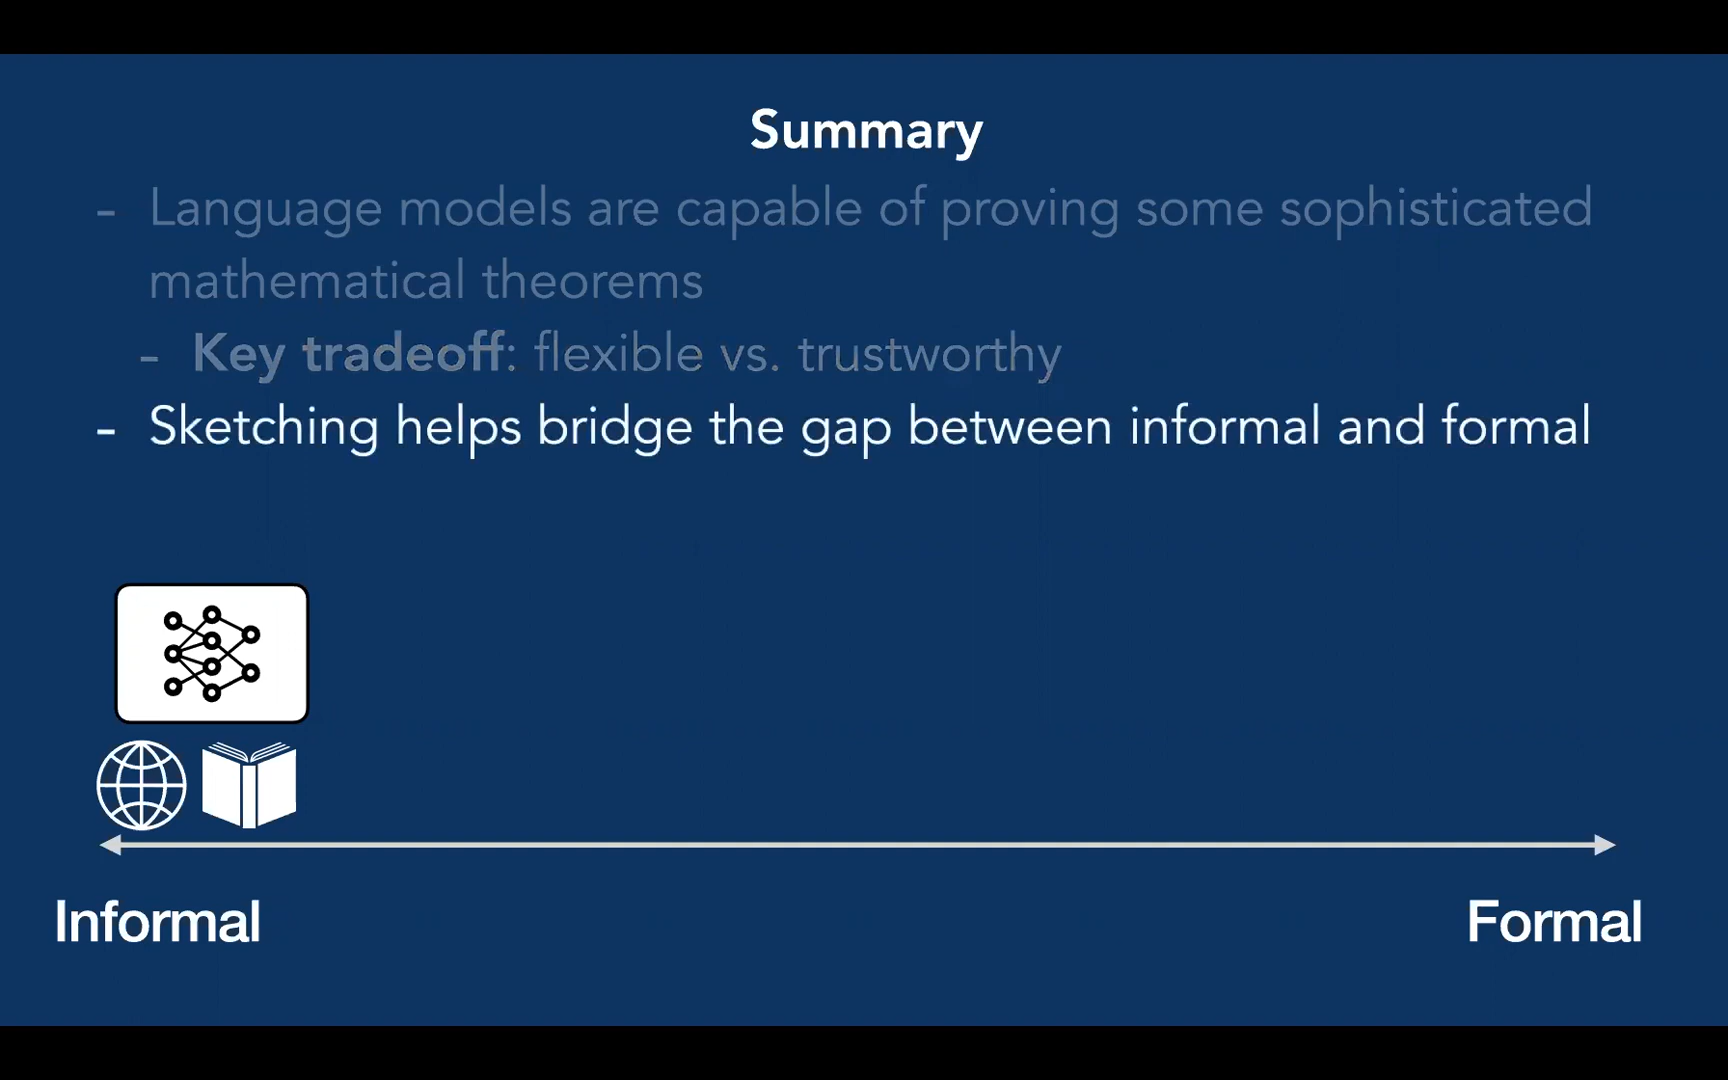 Summary
- Language models are capable of proving some sophisticated
mathematical theorems
- Key tradeoff: flexible vs. trustworthy
- Sketching helps bridge the gap between informal and formal
Informal
Formal